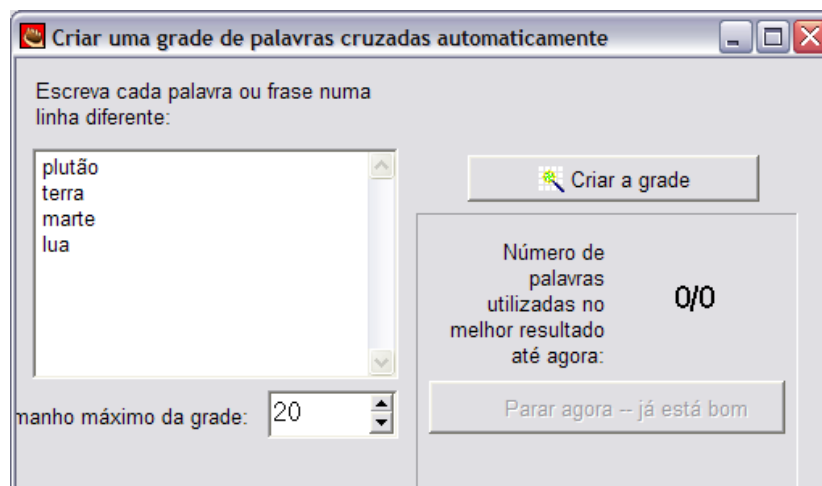 Criar uma grade de palavras cruzadas automaticamente
Escreva cada palavra ou frase numa
linha diferente:
plutão
terra
marte
lua
Criar a grade
Número de
palavras
utilizadas no
melhor resultado
até agora:
0/0
manho máximo da grade:
20
Parar agora -- já está bom